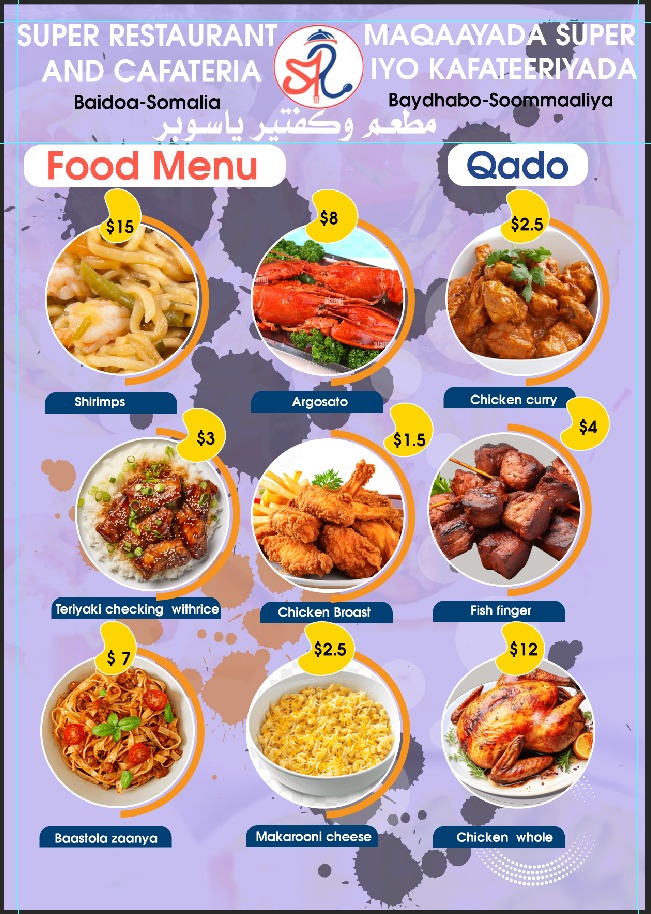 SUPER RESTAURANT
AND CAFATERIA
Baidoa-Somalia
MAQAAYADA SUPER
IYO KAFATEERIYADA
Baydhabo-Soommaaliya
مطعم وكفتير ياسوبر
Food Menu
Qado
$15
$8
$2.5
Shirimps
Argosato
Chicken curry
$3
$1.5
$4
Teriyaki checking withrice
Chicken Broast
Fish finger
$ 7
$2.5
$12
Baastola zaanya
Makarooni cheese
Chicken whole